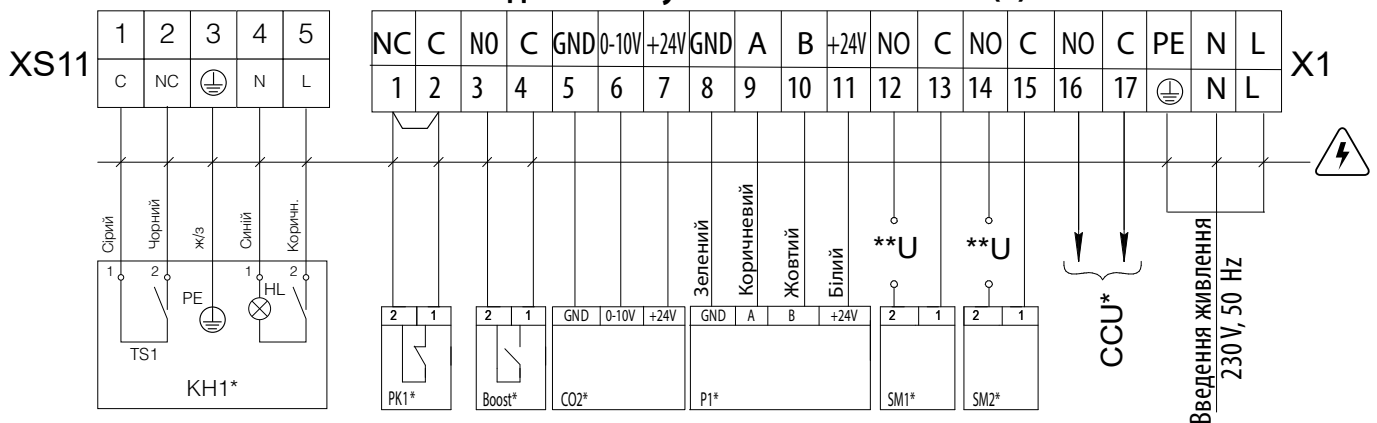 XS11
1 2 3 4 5
C NC N L
NC C NO C GND 0-10V +24V GND A B +24V NO C NO C NO C PE N L
1 2 3 4 5 6 7 8 9 10 11 12 13 14 15 16 17 N L
X1
Сірий
Чорний
ж/з
Синій
Коричн.
1 2 PE 1 HL 2
TS1
KH1*
Зелений
Коричневий
Жовтий
Білий
**U
**U
2 1
PK1*
2 1
Boost*
GND 0-10V +24V
CO2*
GND A B +24V
P1*
2 1
SM1*
2 1
SM2*
CCU*
Введення живлення
230 V, 50 Hz